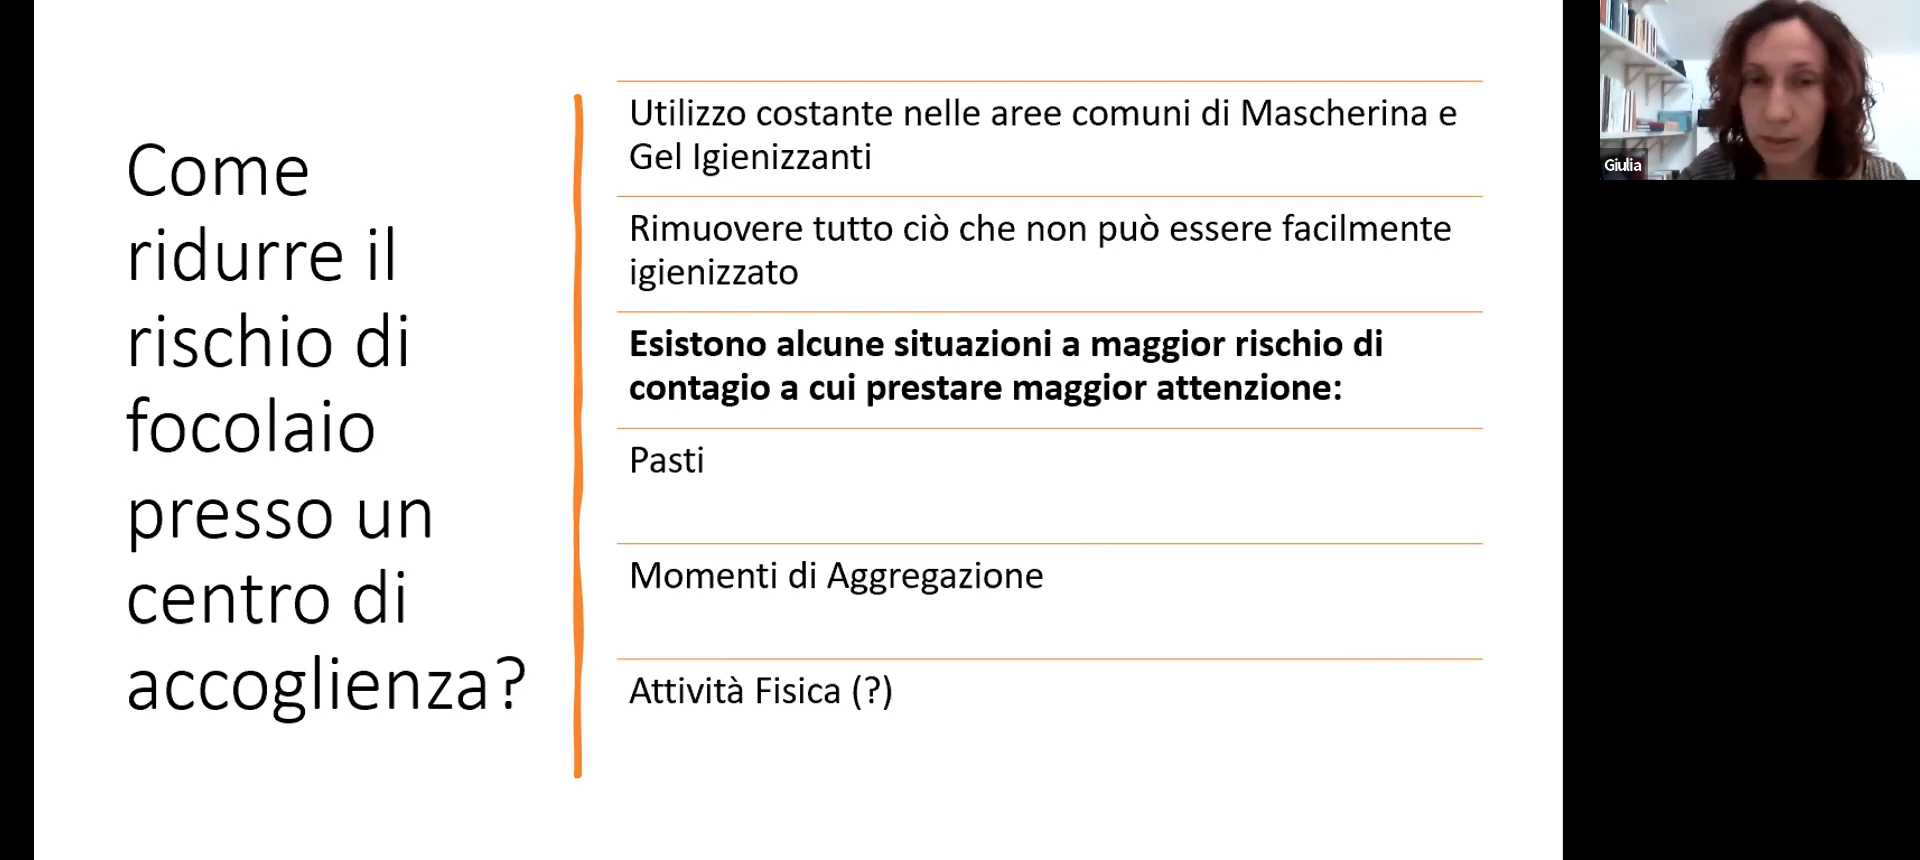 Come
ridurre il
rischio di
focolaio
presso un
centro di
accoglienza?
Utilizzo costante nelle aree comuni di Mascherina e
Gel Igienizzanti
Rimuovere tutto ciò che non può essere facilmente
igienizzato
Esistono alcune situazioni a maggior rischio di
contagio a cui prestare maggior attenzione:
Pasti
Momenti di Aggregazione
Attività Fisica (?)
Giulia